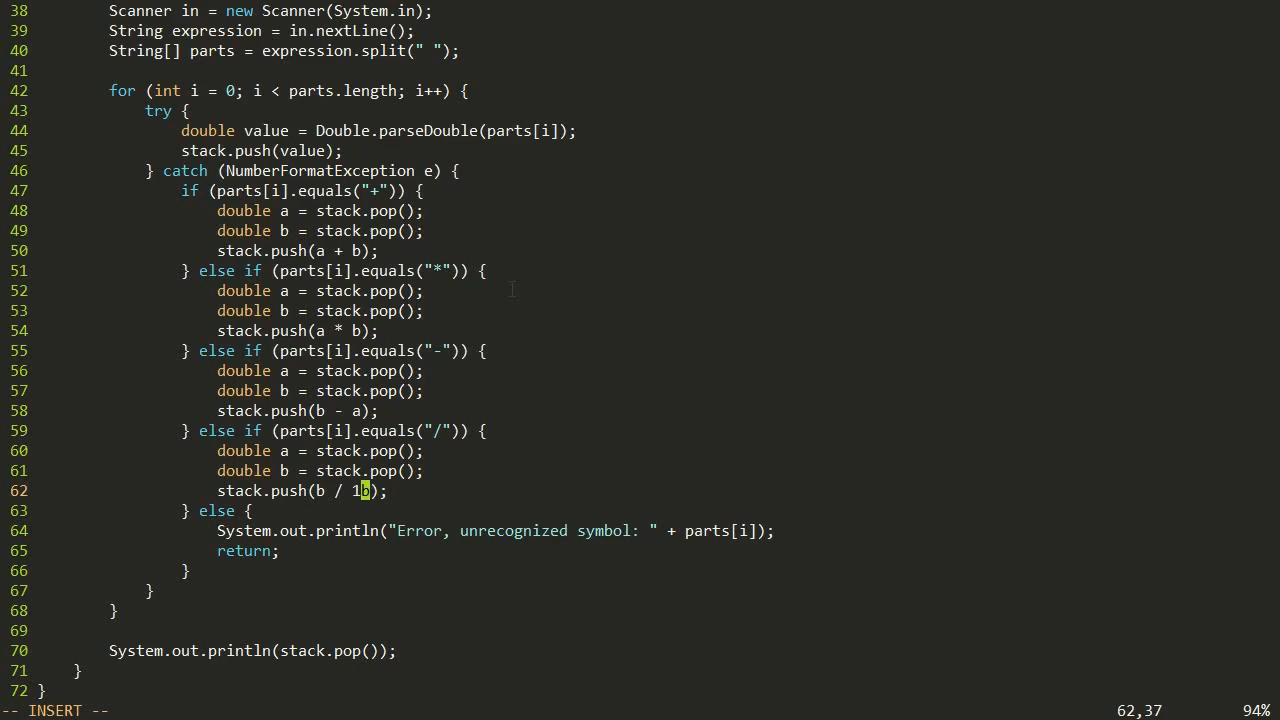 38         Scanner in = new Scanner(System.in);
39         String expression = in.nextLine();
40         String[] parts = expression.split(" ");
41
42         for (int i = 0; i < parts.length; i++) {
43             try {
44                 double value = Double.parseDouble(parts[i]);
45                 stack.push(value);
46             } catch (NumberFormatException e) {
47                 if (parts[i].equals("+")) {
48                     double a = stack.pop();
49                     double b = stack.pop();
50                     stack.push(a + b);
51                 } else if (parts[i].equals("*")) {
52                     double a = stack.pop();
53                     double b = stack.pop();
54                     stack.push(a * b);
55                 } else if (parts[i].equals("-")) {
56                     double a = stack.pop();
57                     double b = stack.pop();
58                     stack.push(b - a);
59                 } else if (parts[i].equals("/")) {
60                     double a = stack.pop();
61                     double b = stack.pop();
62                     stack.push(b / 1b);
63                 } else {
64                     System.out.println("Error, unrecognized symbol: " + parts[i]);
65                     return;
66                 }
67             }
68         }
69
70         System.out.println(stack.pop());
71     }
72 }
-- INSERT -- 62,37 94%